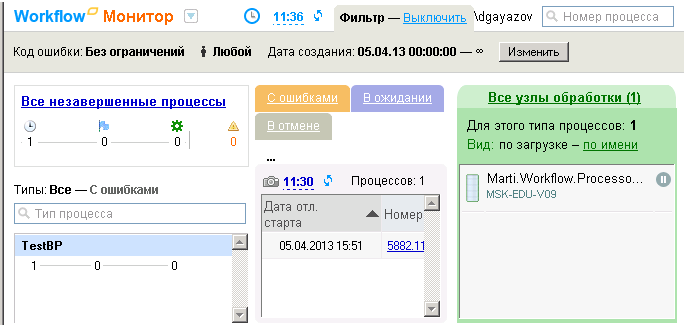 Workflow Монитор 11:36 Фильтр — Выключить \dgayazov Номер процесса
Код ошибки: Без ограничений Любой Дата создания: 05.04.13 00:00:00 — ∞ Изменить
Все незавершенные процессы
1 0 0 0
Типы: Все — С ошибками
Тип процесса
TestBP
1 0 0
С ошибками В ожидании
В отмене
...
11:30 Процессов: 1
Дата отл. старта Номер
05.04.2013 15:51 5882.11
Все узлы обработки (1)
Для этого типа процессов: 1
Вид: по загрузке – по имени
Marti.Workflow.Processo...
MSK-EDU-V09